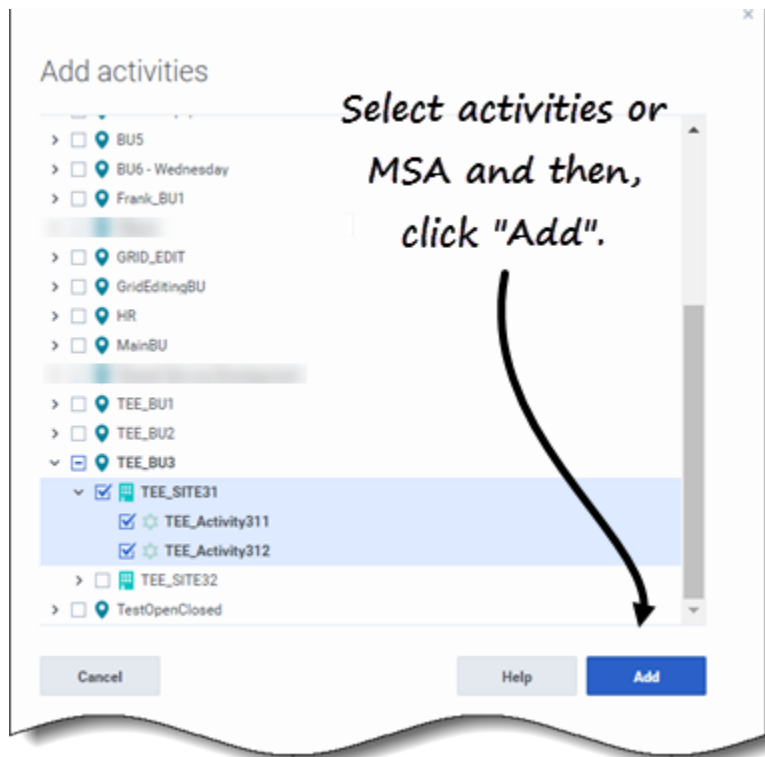 Add activities
Select activities or
MSA and then,
click "Add".
BU5
BU6 - Wednesday
Frank_BU1
GRID_EDIT
GridEditingBU
HR
MainBU
TEE_BU1
TEE_BU2
TEE_BU3
TEE_SITE31
TEE_Activity311
TEE_Activity312
TEE_SITE32
TestOpenClosed
Cancel Help Add